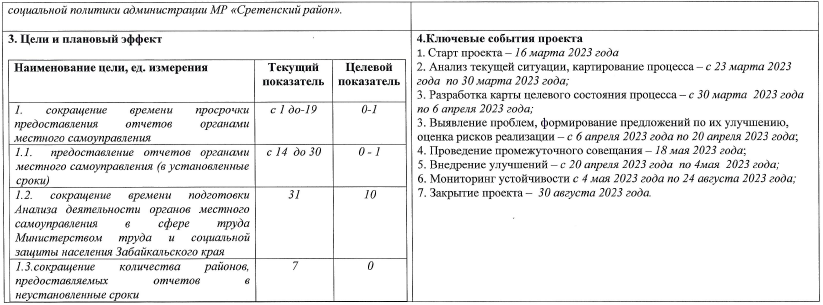 социальной политики администрации МР «Сретенский район».
3. Цели и плановый эффект
Наименование цели, ед. измерения
Текущий показатель
Целевой показатель
1. сокращение времени просрочки
предоставления отчетов органами
местного самоуправления
с 1 до-19
0-1
1.1. предоставление отчетов органами
местного самоуправления (в установленные
сроки)
с 14 до 30
0 - 1
1.2. сокращение времени подготовки
Анализа деятельности органов местного
самоуправления в сфере труда
Министерством труда и социальной
защиты населения Забайкальского края
31
10
1.3.сокращение количества районов,
предоставляемых отчетов в
неустановленные сроки
7
0
4.Ключевые события проекта
1. Старт проекта – 16 марта 2023 года
2. Анализ текущей ситуации, картирование процесса – с 23 марта 2023
года по 30 марта 2023 года;
3. Разработка карты целевого состояния процесса – с 30 марта 2023 года
по 6 апреля 2023 года;
3. Выявление проблем, формирование предложений по их улучшению,
оценка рисков реализации – с 6 апреля 2023 года по 20 апреля 2023 года;
4. Проведение промежуточного совещания – 18 мая 2023 года;
5. Внедрение улучшений – с 20 апреля 2023 года по 4мая 2023 года;
6. Мониторинг устойчивости с 4 мая 2023 года по 24 августа 2023 года;
7. Закрытие проекта – 30 августа 2023 года.